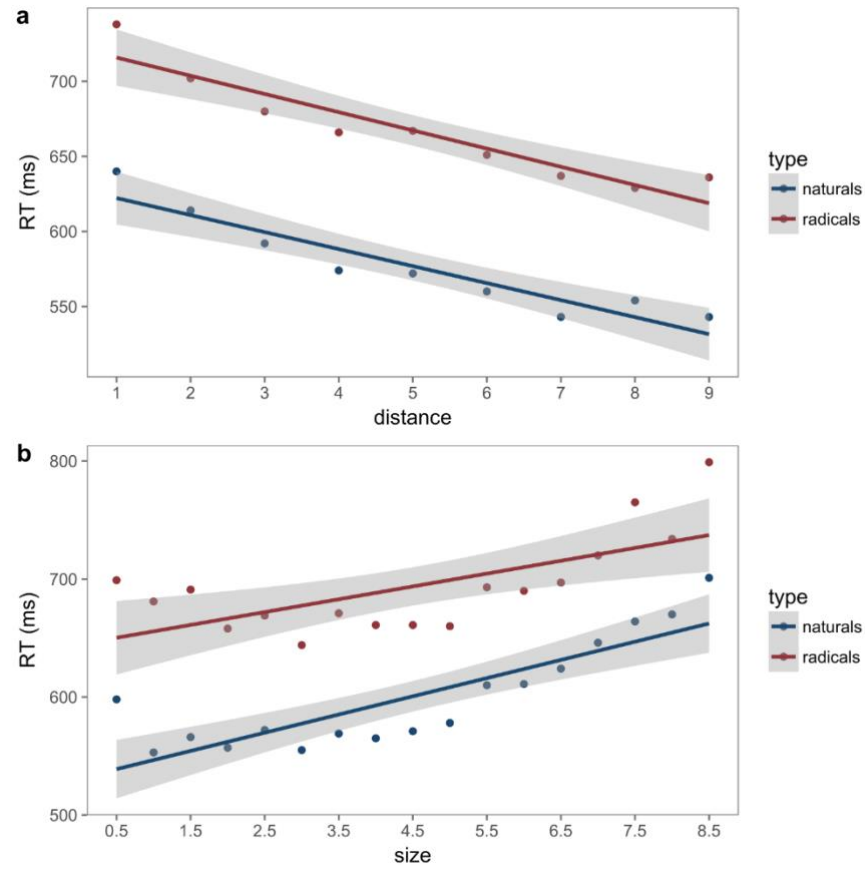 a
700
650
600
550
RT (ms)
1 2 3 4 5 6 7 8 9
distance
type
naturals
radicals
b
800
700
600
500
RT (ms)
0.5 1.5 2.5 3.5 4.5 5.5 6.5 7.5 8.5
size
type
naturals
radicals